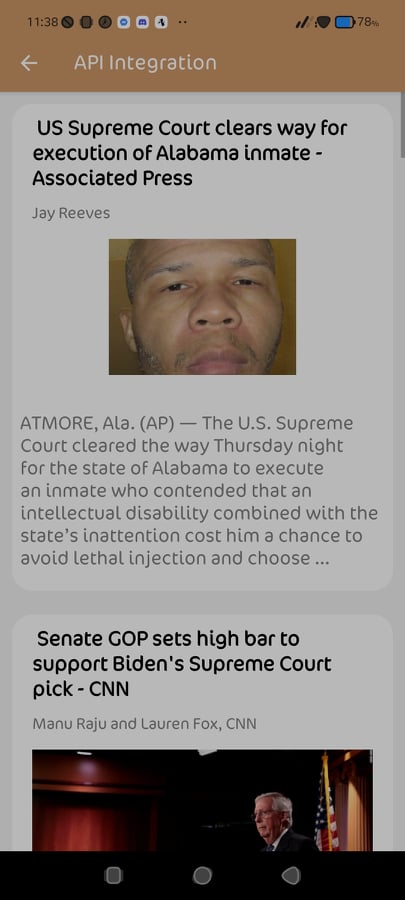 11:38
78%
API Integration
US Supreme Court clears way for
execution of Alabama inmate -
Associated Press
Jay Reeves
ATMORE, Ala. (AP) — The U.S. Supreme
Court cleared the way Thursday night
for the state of Alabama to execute
an inmate who contended that an
intellectual disability combined with the
state’s inattention cost him a chance to
avoid lethal injection and choose ...
Senate GOP sets high bar to
support Biden's Supreme Court
pick - CNN
Manu Raju and Lauren Fox, CNN